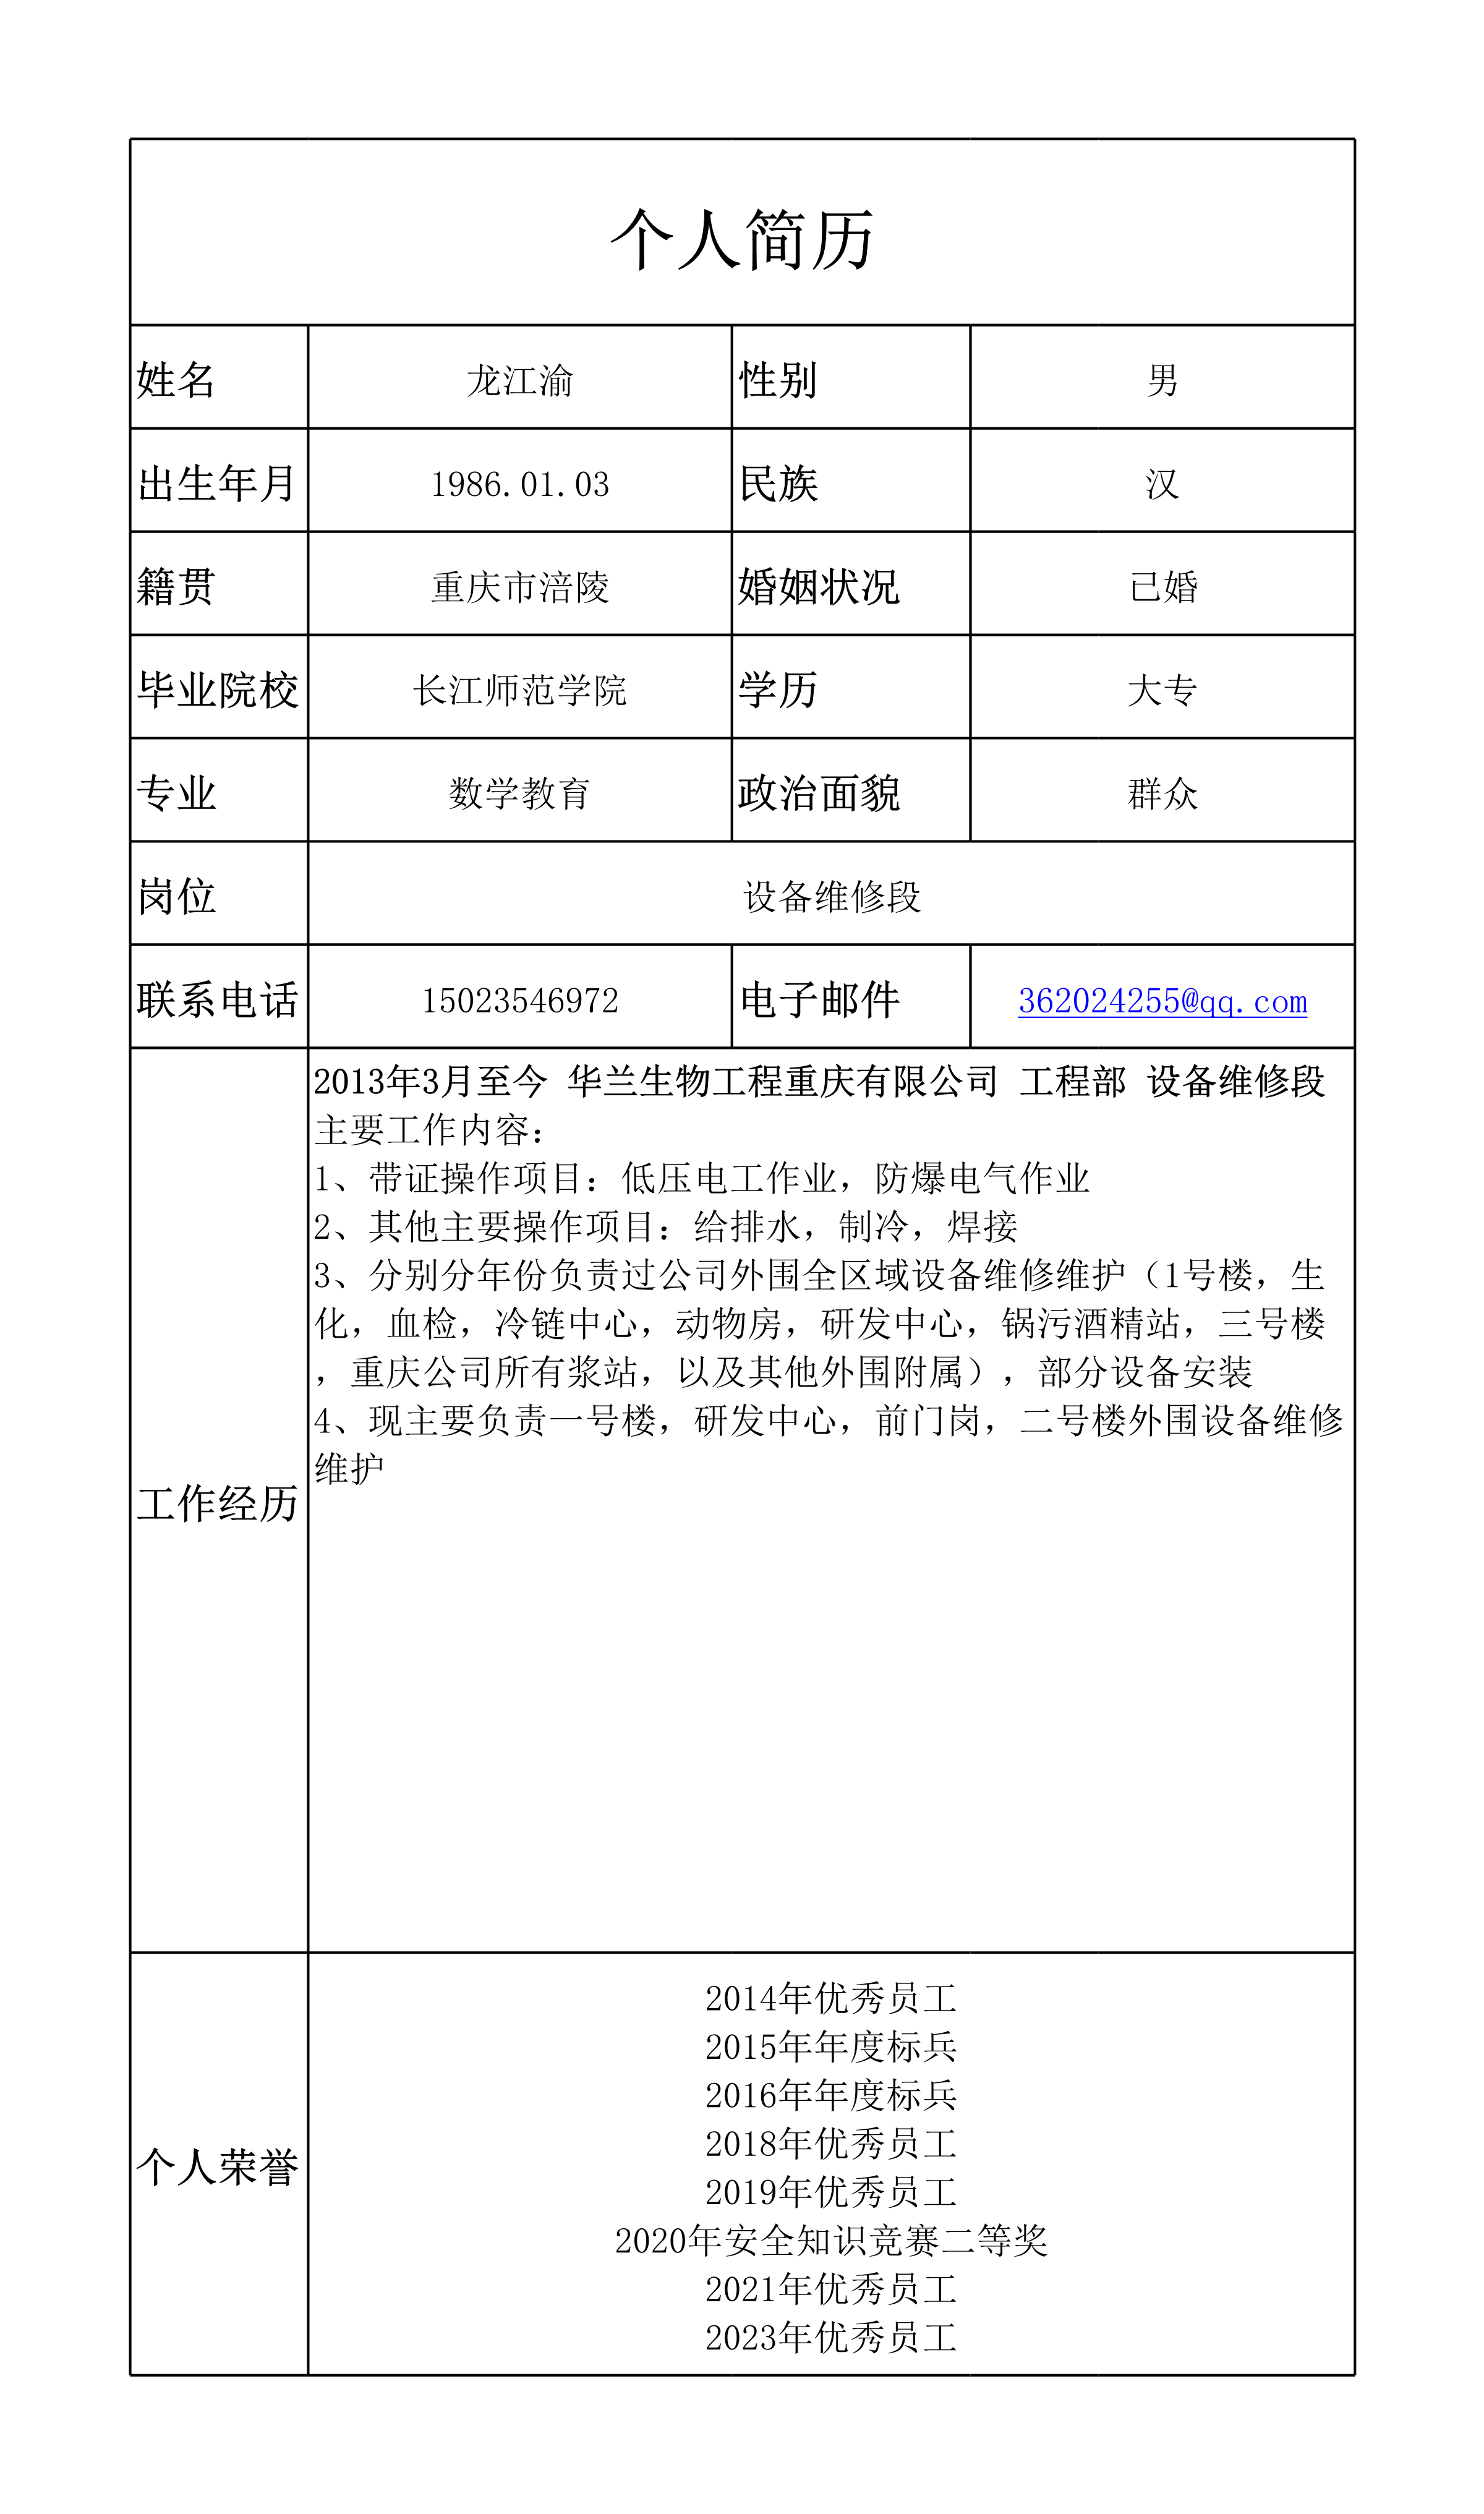 个人简历
姓名 龙江渝 性别 男
出生年月 1986.01.03 民族 汉
籍贯 重庆市涪陵 婚姻状况 已婚
毕业院校 长江师范学院 学历 大专
专业 数学教育 政治面貌 群众
岗位 设备维修段
联系电话 15023546972 电子邮件 362024255@qq.com
工作经历
2013年3月至今 华兰生物工程重庆有限公司 工程部 设备维修段
主要工作内容：
1、带证操作项目：低压电工作业，防爆电气作业
2、其他主要操作项目：给排水，制冷，焊接
3、分别分年份负责过公司外围全区域设备维修维护（1号楼，生
化，血检，冷链中心，动物房，研发中心，锅污酒精站，三号楼
，重庆公司所有浆站，以及其他外围附属），部分设备安装
4、现主要负责一号楼，研发中心，前门岗，二号楼外围设备维修
维护
个人荣誉
2014年优秀员工
2015年年度标兵
2016年年度标兵
2018年优秀员工
2019年优秀员工
2020年安全知识竞赛二等奖
2021年优秀员工
2023年优秀员工